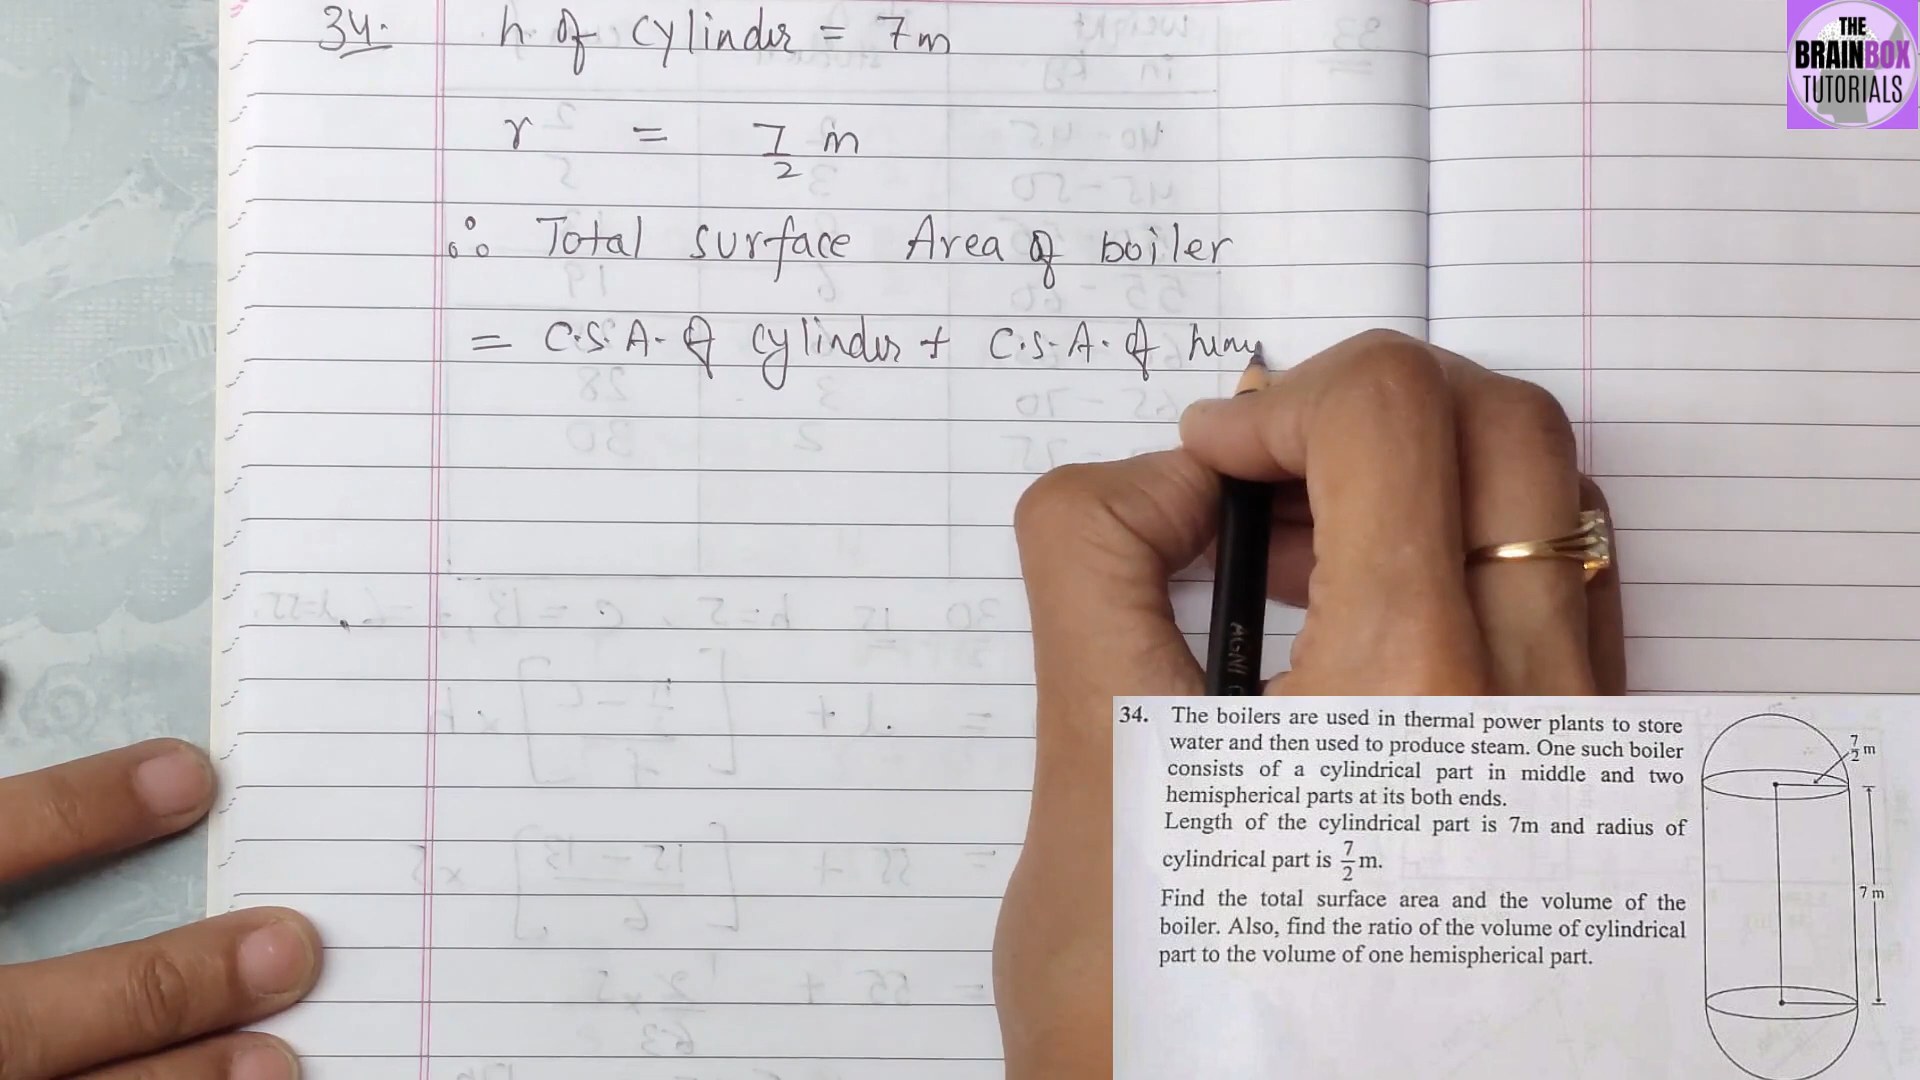 34. h of cylinder = 7m
r = 7/2 m
∴ Total surface Area of boiler
= C.S.A. of cylinder + C.S.A. of hem
THE
BRAINBOX
TUTORIALS
34. The boilers are used in thermal power plants to store
water and then used to produce steam. One such boiler
consists of a cylindrical part in middle and two
hemispherical parts at its both ends.
Length of the cylindrical part is 7m and radius of
cylindrical part is 7/2 m.
Find the total surface area and the volume of the
boiler. Also, find the ratio of the volume of cylindrical
part to the volume of one hemispherical part.
7/2 m
7 m